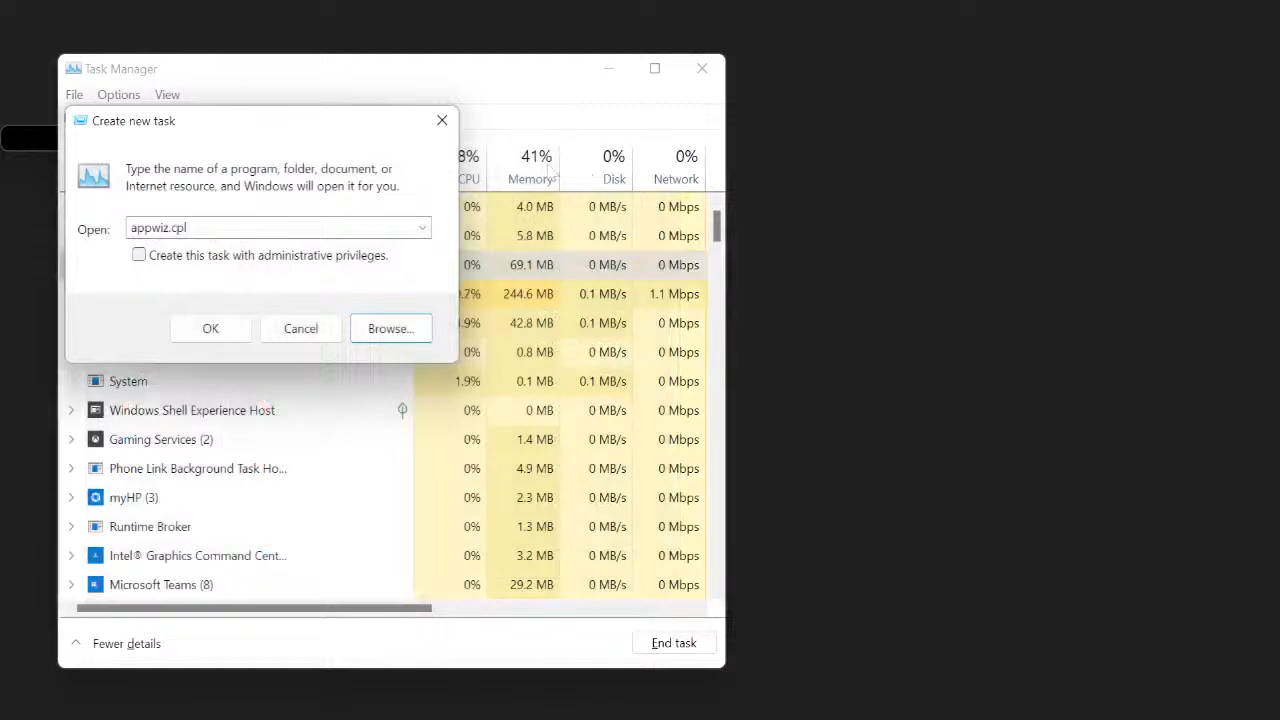 Task Manager
File Options View
Create new task
Type the name of a program, folder, document, or
Internet resource, and Windows will open it for you.
Open: appwiz.cpl
Create this task with administrative privileges.
OK Cancel Browse...
8% 41% 0% 0%
CPU Memory Disk Network
0% 4.0 MB 0 MB/s 0 Mbps
0% 5.8 MB 0 MB/s 0 Mbps
0% 69.1 MB 0 MB/s 0 Mbps
.2% 244.6 MB 0.1 MB/s 1.1 Mbps
.9% 42.8 MB 0.1 MB/s 0 Mbps
0% 0.8 MB 0 MB/s 0 Mbps
System 1.9% 0.1 MB 0.1 MB/s 0 Mbps
Windows Shell Experience Host 0% 0 MB 0 MB/s 0 Mbps
Gaming Services (2) 0% 1.4 MB 0 MB/s 0 Mbps
Phone Link Background Task Ho... 0% 4.9 MB 0 MB/s 0 Mbps
myHP (3) 0% 2.3 MB 0 MB/s 0 Mbps
Runtime Broker 0% 1.3 MB 0 MB/s 0 Mbps
Intel® Graphics Command Cent... 0% 3.2 MB 0 MB/s 0 Mbps
Microsoft Teams (8) 0% 29.2 MB 0 MB/s 0 Mbps
Fewer details End task